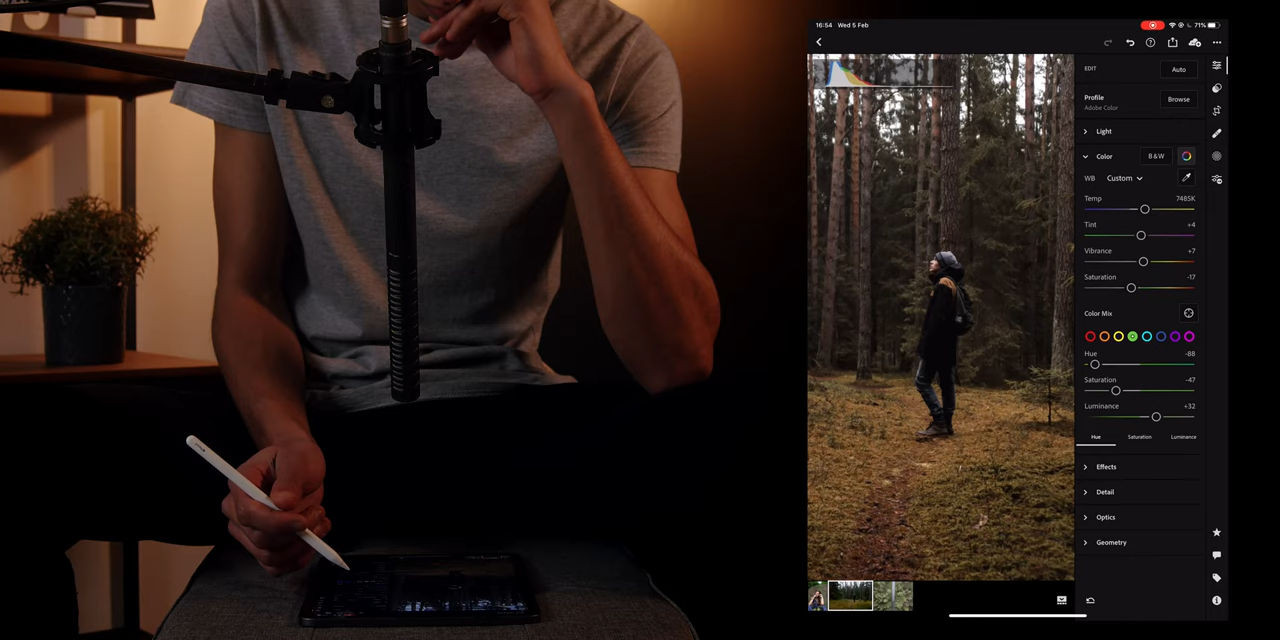 16:54 Wed 5 Feb 71%
EDIT Auto
Profile
Adobe Color
Browse
Light
Color B&W
WB Custom
Temp 7485K
Tint +4
Vibrance +7
Saturation -17
Color Mix
Hue -88
Saturation -47
Luminance +32
Hue Saturation Luminance
Effects
Detail
Optics
Geometry